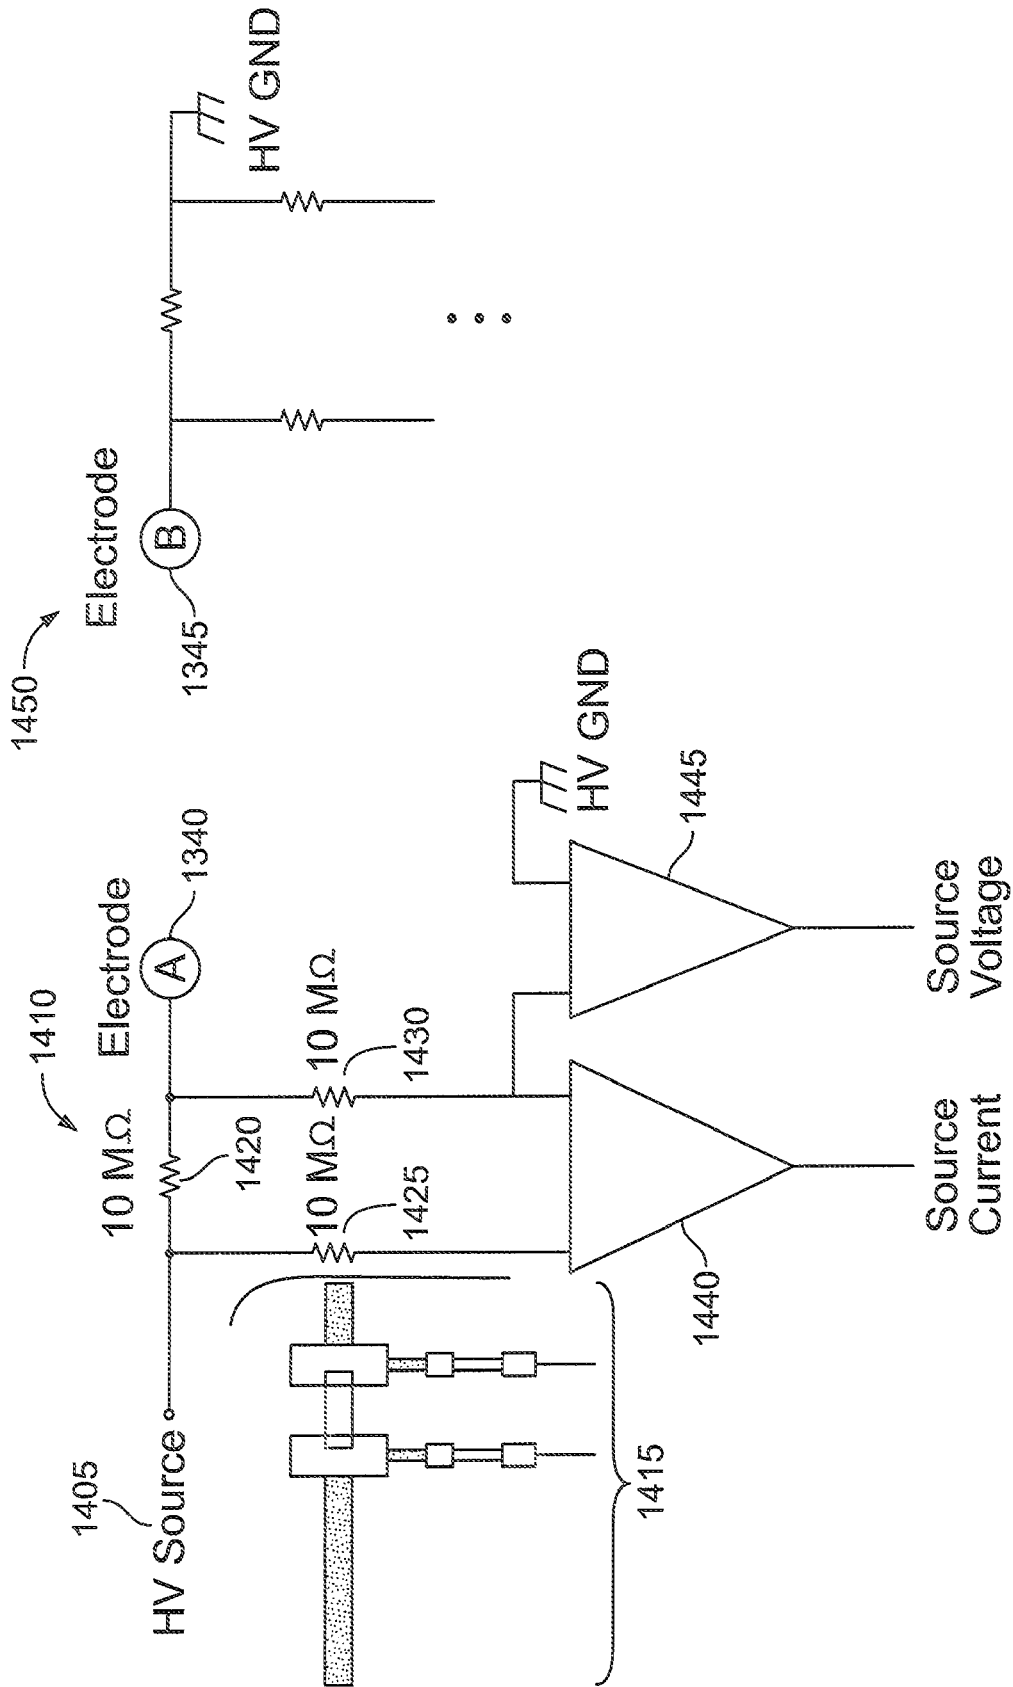 1410
1450
10 MΩ
Electrode
Electrode
1405
HV Source
A
B
1420
1340
1345
HV GND
10 MΩ
10 MΩ
1425
1430
HV GND
1415
1440
1445
Source
Current
Source
Voltage